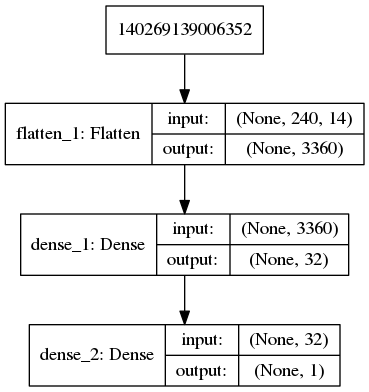 140269139006352
flatten_1: Flatten
input: (None, 240, 14)
output: (None, 3360)
dense_1: Dense
input: (None, 3360)
output: (None, 32)
dense_2: Dense
input: (None, 32)
output: (None, 1)